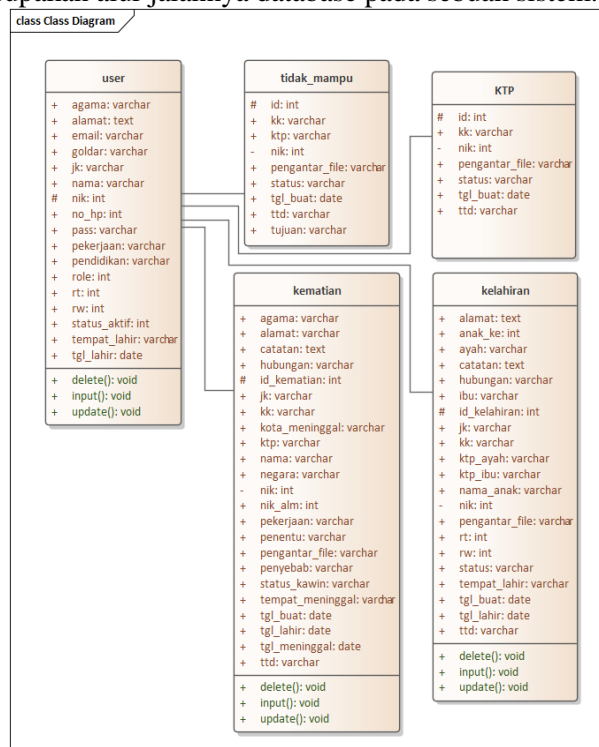 alur jalannya database pada sebuah sistem.
class Class Diagram
user
+ agama: varchar
+ alamat: text
+ email: varchar
+ goldar: varchar
+ jk: varchar
+ nama: varchar
# nik: int
+ no_hp: int
+ pass: varchar
+ pekerjaan: varchar
+ pendidikan: varchar
+ role: int
+ rt: int
+ rw: int
+ status_aktif: int
+ tempat_lahir: varchar
+ tgl_lahir: date
+ delete(): void
+ input(): void
+ update(): void
tidak_mampu
# id: int
+ kk: varchar
+ ktp: varchar
- nik: int
+ pengantar_file: varchar
+ status: varchar
+ tgl_buat: date
+ ttd: varchar
+ tujuan: varchar
KTP
# id: int
+ kk: varchar
- nik: int
+ pengantar_file: varchar
+ status: varchar
+ tgl_buat: date
+ ttd: varchar
kematian
+ agama: varchar
+ alamat: varchar
+ catatan: text
+ hubungan: varchar
# id_kematian: int
+ jk: varchar
+ kk: varchar
+ kota_meninggal: varchar
+ ktp: varchar
+ nama: varchar
+ negara: varchar
- nik: int
+ nik_alm: int
+ pekerjaan: varchar
+ penentu: varchar
+ pengantar_file: varchar
+ penyebab: varchar
+ status_kawin: varchar
+ tempat_meninggal: varchar
+ tgl_buat: date
+ tgl_lahir: date
+ tgl_meninggal: date
+ ttd: varchar
+ delete(): void
+ input(): void
+ update(): void
kelahiran
+ alamat: text
+ anak_ke: int
+ ayah: varchar
+ catatan: text
+ hubungan: varchar
+ ibu: varchar
# id_kelahiran: int
+ jk: varchar
+ kk: varchar
+ ktp_ayah: varchar
+ ktp_ibu: varchar
+ nama_anak: varchar
- nik: int
+ pengantar_file: varchar
+ rt: int
+ rw: int
+ status: varchar
+ tempat_lahir: varchar
+ tgl_buat: date
+ tgl_lahir: date
+ ttd: varchar
+ delete(): void
+ input(): void
+ update(): void